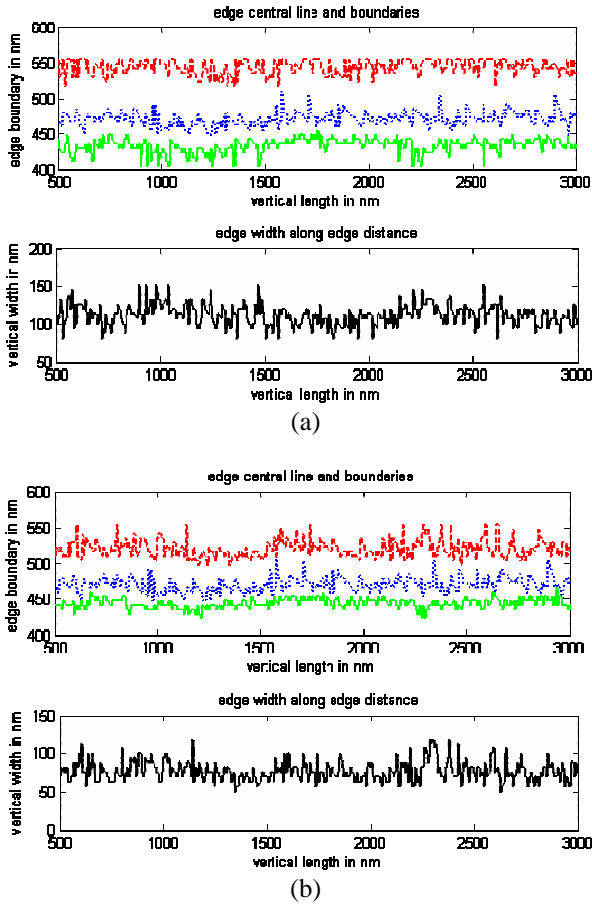 edge central line and boundaries
600
550
500
450
400
edge boundary in nm
500 1000 1500 2000 2500 3000
vertical length in nm
edge width along edge distance
200
150
100
50
vertical width in nm
500 1000 1500 2000 2500 3000
vertical length in nm
(a)
edge central line and boundaries
600
550
500
450
400
edge boundary in nm
500 1000 1500 2000 2500 3000
vertical length in nm
edge width along edge distance
150
100
50
0
vertical width in nm
500 1000 1500 2000 2500 3000
vertical length in nm
(b)